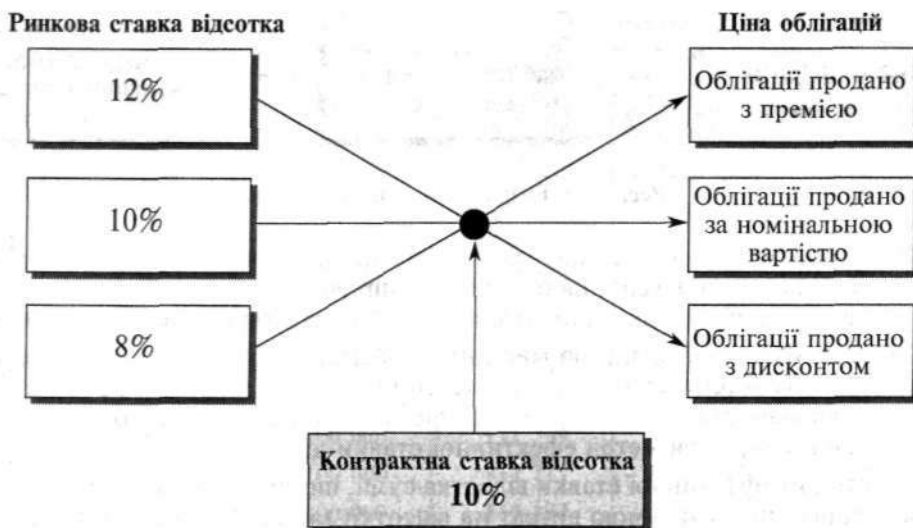 Ринкова ставка відсотка
Ціна облігацій
12%
Облігації продано
з премією
10%
Облігації продано
за номінальною
вартістю
8%
Облігації продано
з дисконтом
Контрактна ставка відсотка
10%